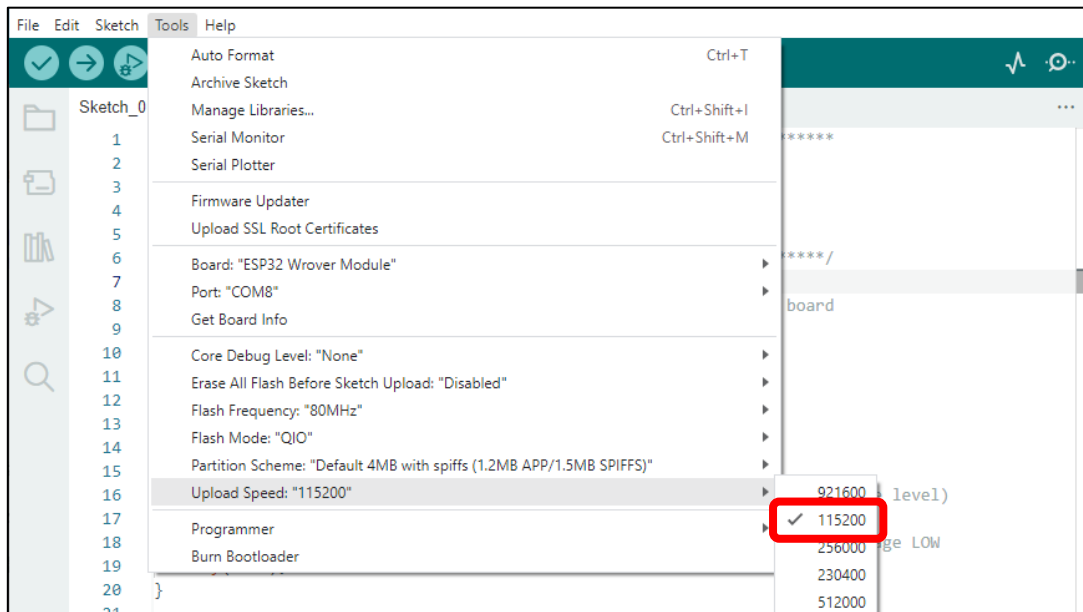 File Edit Sketch Tools Help
Auto Format Ctrl+T
Archive Sketch
Sketch_0
Manage Libraries... Ctrl+Shift+I
Serial Monitor Ctrl+Shift+M
Serial Plotter
Firmware Updater
Upload SSL Root Certificates
Board: "ESP32 Wrover Module"
Port: "COM8"
Get Board Info
Core Debug Level: "None"
Erase All Flash Before Sketch Upload: "Disabled"
Flash Frequency: "80MHz"
Flash Mode: "QIO"
Partition Scheme: "Default 4MB with spiffs (1.2MB APP/1.5MB SPIFFS)"
Upload Speed: "115200"
Programmer
Burn Bootloader
921600
115200
256000
230400
512000
1 ******
2
3
4
5
6 *****/
7
8 board
9
10
11
12
13
14
15
16 level)
17
18 LOW
19
20 }